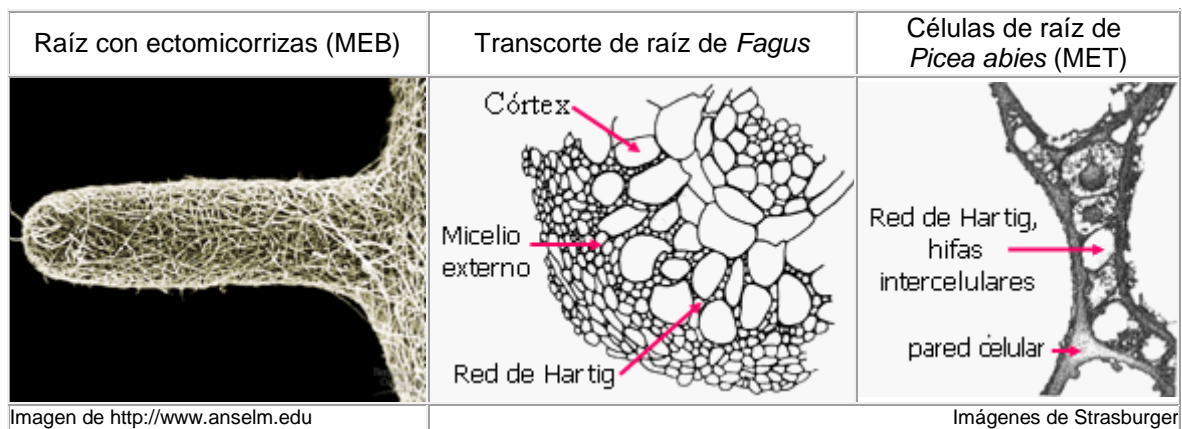 Raíz con ectomicorrizas (MEB)
Transcorte de raíz de Fagus
Células de raíz de
Picea abies (MET)
Córtex
Micelio
externo
Red de Hartig
Red de Hartig,
hifas
intercelulares
pared celular
Imagen de http://www.anselm.edu
Imágenes de Strasburger